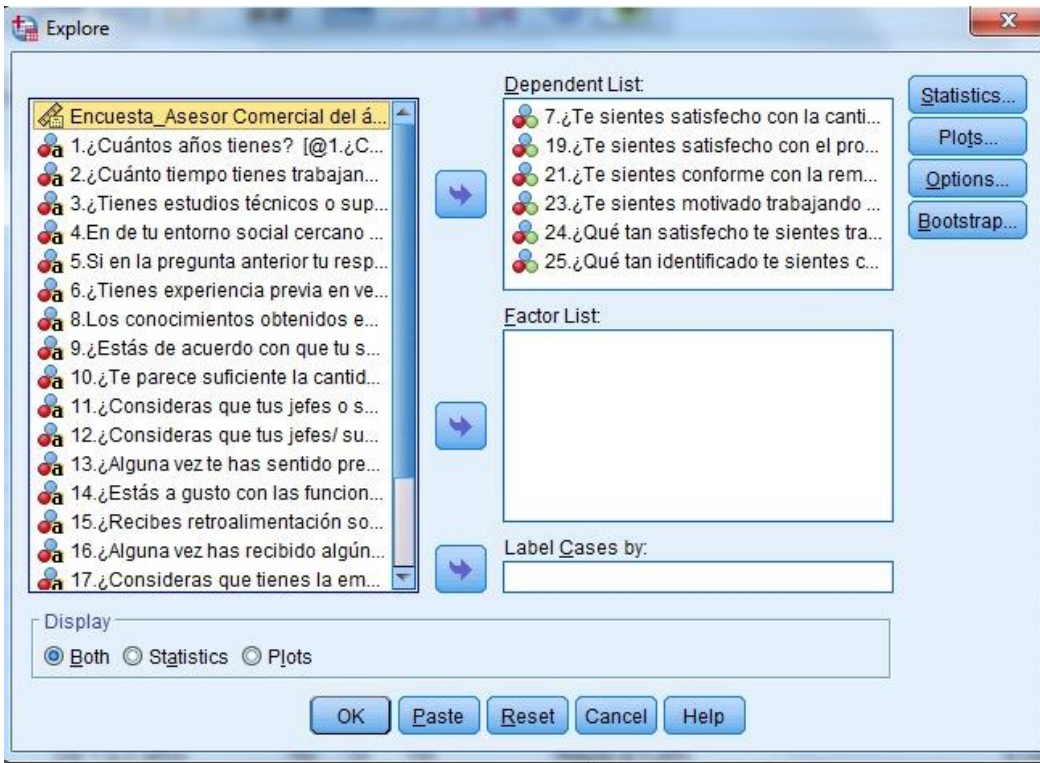 Explore
Encuesta_Asesor Comercial del á...
1.¿Cuántos años tienes? [@1.¿C...
2.¿Cuánto tiempo tienes trabajan...
3.¿Tienes estudios técnicos o sup...
4.En de tu entorno social cercano ...
5.Si en la pregunta anterior tu resp...
6.¿Tienes experiencia previa en ve...
8.Los conocimientos obtenidos e...
9.¿Estás de acuerdo con que tu s...
10.¿Te parece suficiente la cantid...
11.¿Consideras que tus jefes o s...
12.¿Consideras que tus jefes/ su...
13.¿Alguna vez te has sentido pre...
14.¿Estás a gusto con las funcion...
15.¿Recibes retroalimentación so...
16.¿Alguna vez has recibido algún...
17.¿Consideras que tienes la em...
Dependent List:
7.¿Te sientes satisfecho con la canti...
19.¿Te sientes satisfecho con el pro...
21.¿Te sientes conforme con la rem...
23.¿Te sientes motivado trabajando ...
24.¿Qué tan satisfecho te sientes tra...
25.¿Qué tan identificado te sientes c...
Factor List:
Label Cases by:
Statistics...
Plots...
Options...
Bootstrap...
Display
Both Statistics Plots
OK Paste Reset Cancel Help